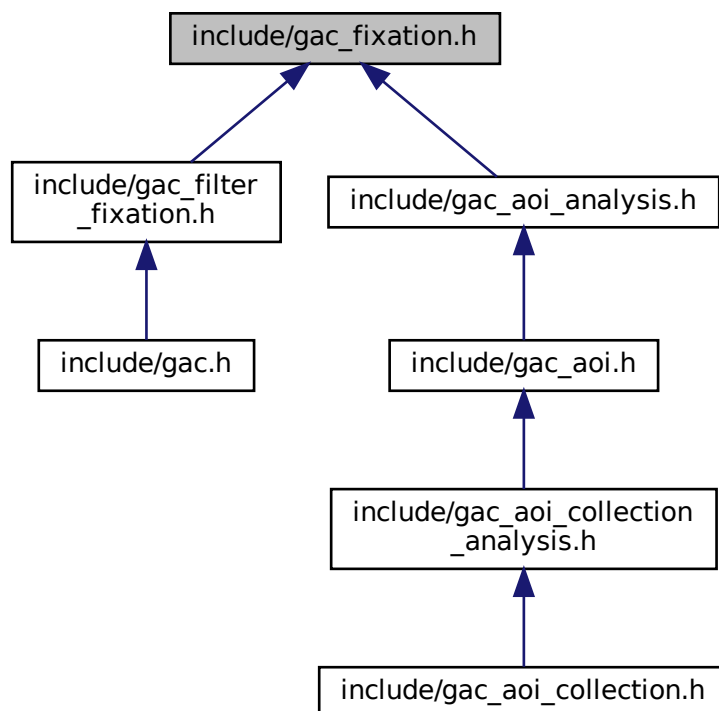 include/gac_fixation.h
include/gac_filter
_fixation.h
include/gac_aoi_analysis.h
include/gac.h
include/gac_aoi.h
include/gac_aoi_collection
_analysis.h
include/gac_aoi_collection.h